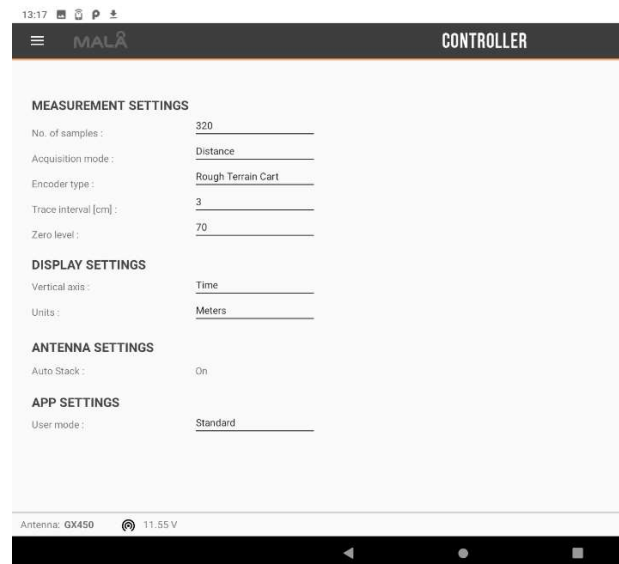 13:17
MALÅ CONTROLLER
MEASUREMENT SETTINGS
No. of samples : 320
Acquisition mode : Distance
Encoder type : Rough Terrain Cart
Trace interval [cm] : 3
Zero level : 70
DISPLAY SETTINGS
Vertical axis : Time
Units : Meters
ANTENNA SETTINGS
Auto Stack : On
APP SETTINGS
User mode : Standard
Antenna: GX450 11.55 V